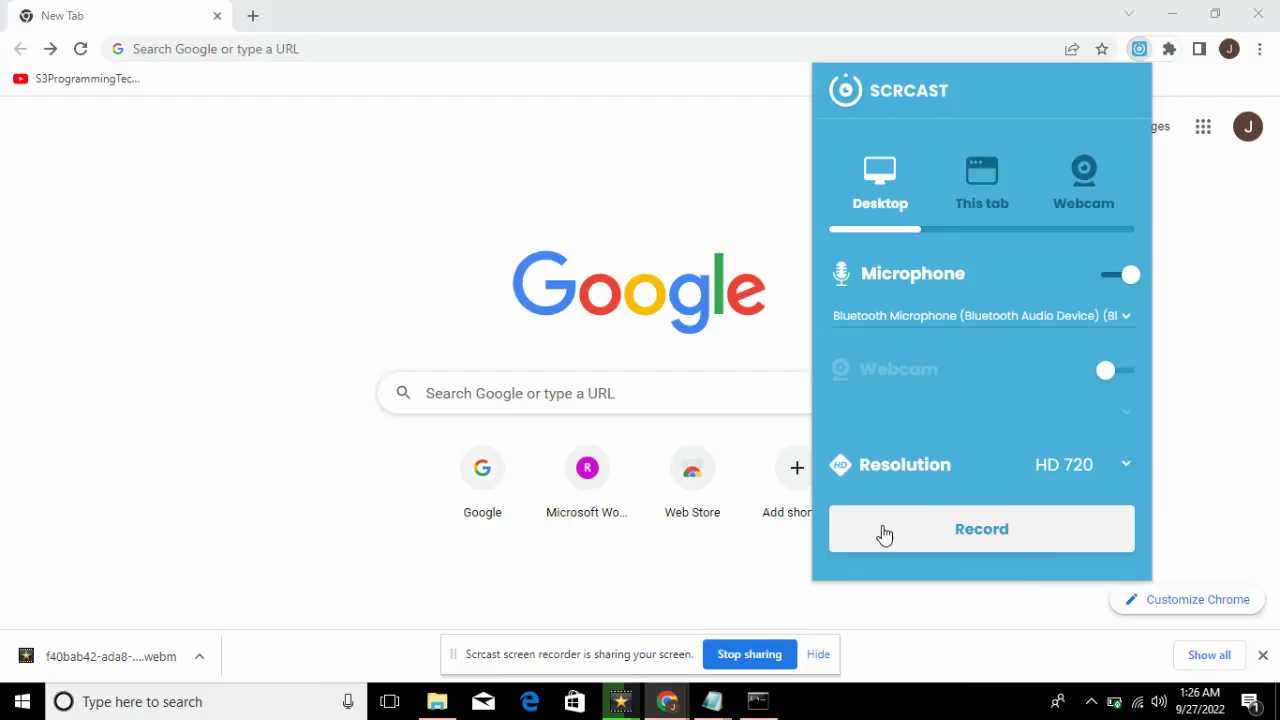 New Tab
Search Google or type a URL
S3ProgrammingTec...
SCRCAST
ges
J
J
Desktop
This tab
Webcam
Microphone
Google
Bluetooth Microphone (Bluetooth Audio Device) (Bl
Webcam
Search Google or type a URL
HD Resolution
HD 720
G
R
Google
Microsoft Wo...
Web Store
Add shor
Record
Customize Chrome
f40bab42-ada8-....webm
Scrcast screen recorder is sharing your screen.
Stop sharing
Hide
Show all
Type here to search
1:26 AM
9/27/2022
1